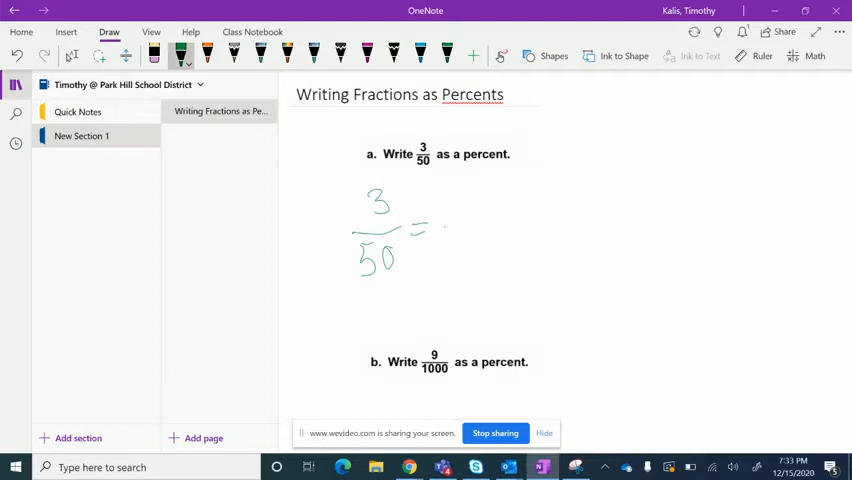 OneNote
Kalis, Timothy
Home Insert Draw View Help Class Notebook
Share
Shapes Ink to Shape Ink to Text Ruler Math
Timothy @ Park Hill School District
Quick Notes
New Section 1
Writing Fractions as Pe...
Writing Fractions as Percents
a. Write 3/50 as a percent.
3
50 =
b. Write 9/1000 as a percent.
www.wevideo.com is sharing your screen. Stop sharing Hide
Add section
Add page
Type here to search
7:33 PM
12/15/2020